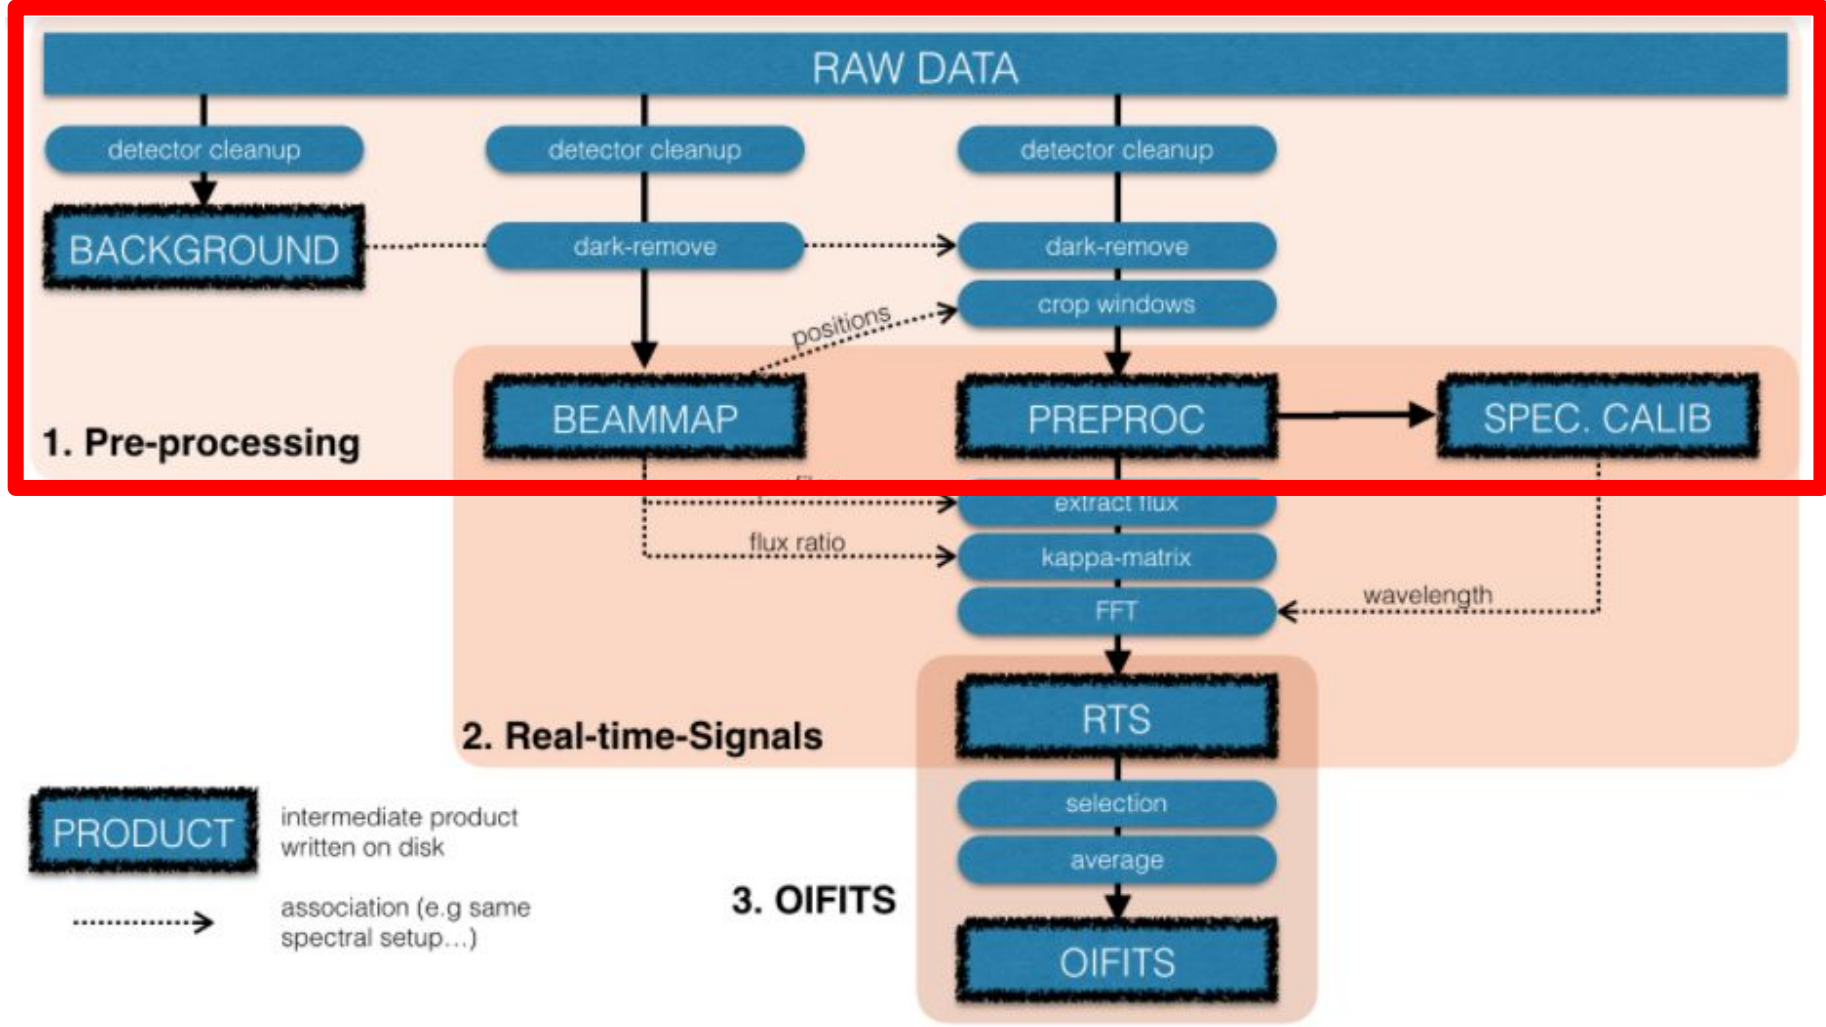 RAW DATA
detector cleanup
detector cleanup
detector cleanup
BACKGROUND
dark-remove
dark-remove
crop windows
positions
BEAMMAP
PREPROC
SPEC. CALIB
1. Pre-processing
extract flux
flux ratio
kappa-matrix
wavelength
FFT
RTS
2. Real-time-Signals
selection
average
3. OIFITS
OIFITS
PRODUCT
intermediate product
written on disk
association (e.g same
spectral setup...)